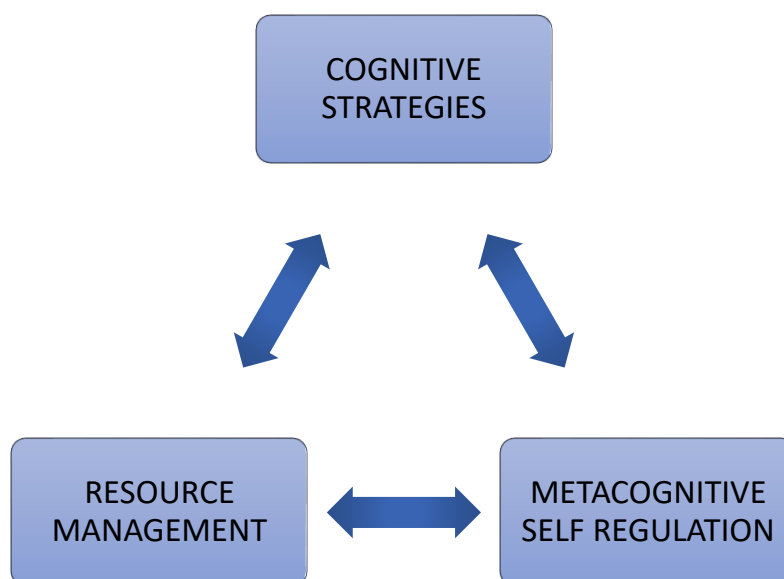 COGNITIVE
STRATEGIES
RESOURCE
MANAGEMENT
METACOGNITIVE
SELF REGULATION